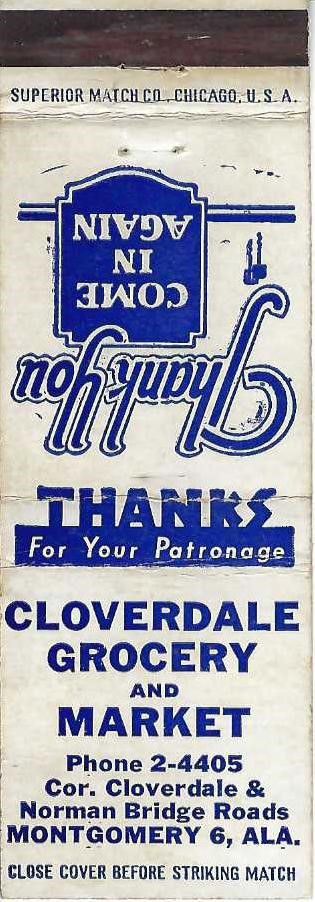 SUPERIOR MATCH CO., CHICAGO, U.S.A.
Thank You
COME
IN
AGAIN
THANKS
For Your Patronage
CLOVERDALE
GROCERY
AND
MARKET
Phone 2-4405
Cor. Cloverdale &
Norman Bridge Roads
MONTGOMERY 6, ALA.
CLOSE COVER BEFORE STRIKING MATCH